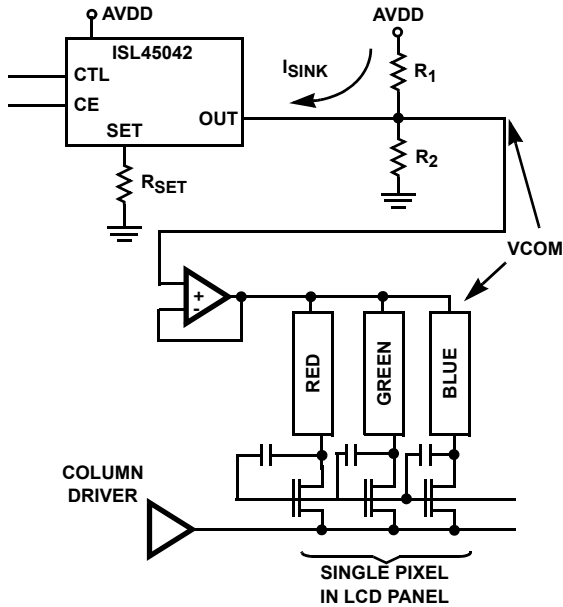 AVDD
AVDD
ISL45042
CTL
CE
SET
OUT
ISINK
R1
R2
RSET
VCOM
+
-
RED
GREEN
BLUE
COLUMN
DRIVER
SINGLE PIXEL
IN LCD PANEL